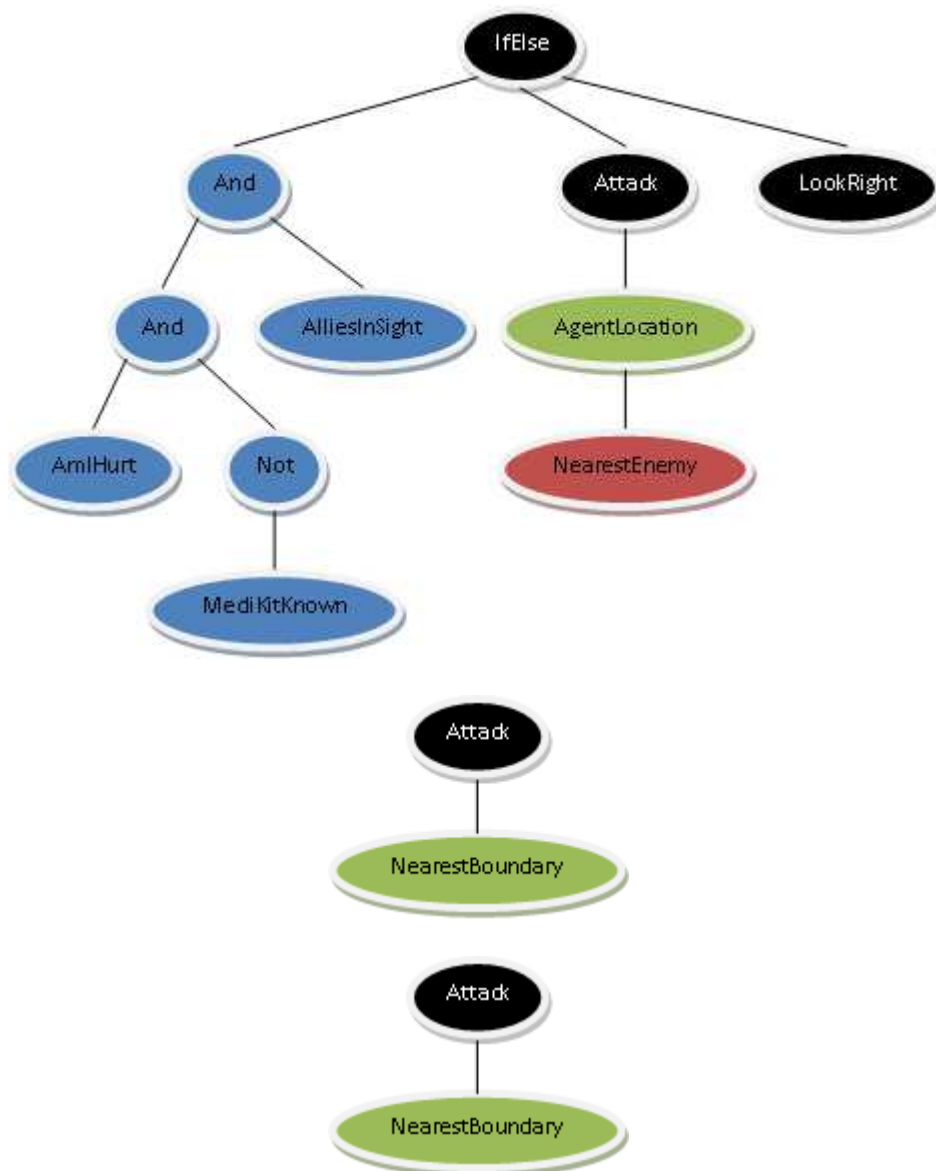 IfElse
And
Attack
LookRight
And
AlliesInSight
AgentLocation
AmIHurt
Not
NearestEnemy
MediKitKnown
Attack
NearestBoundary
Attack
NearestBoundary